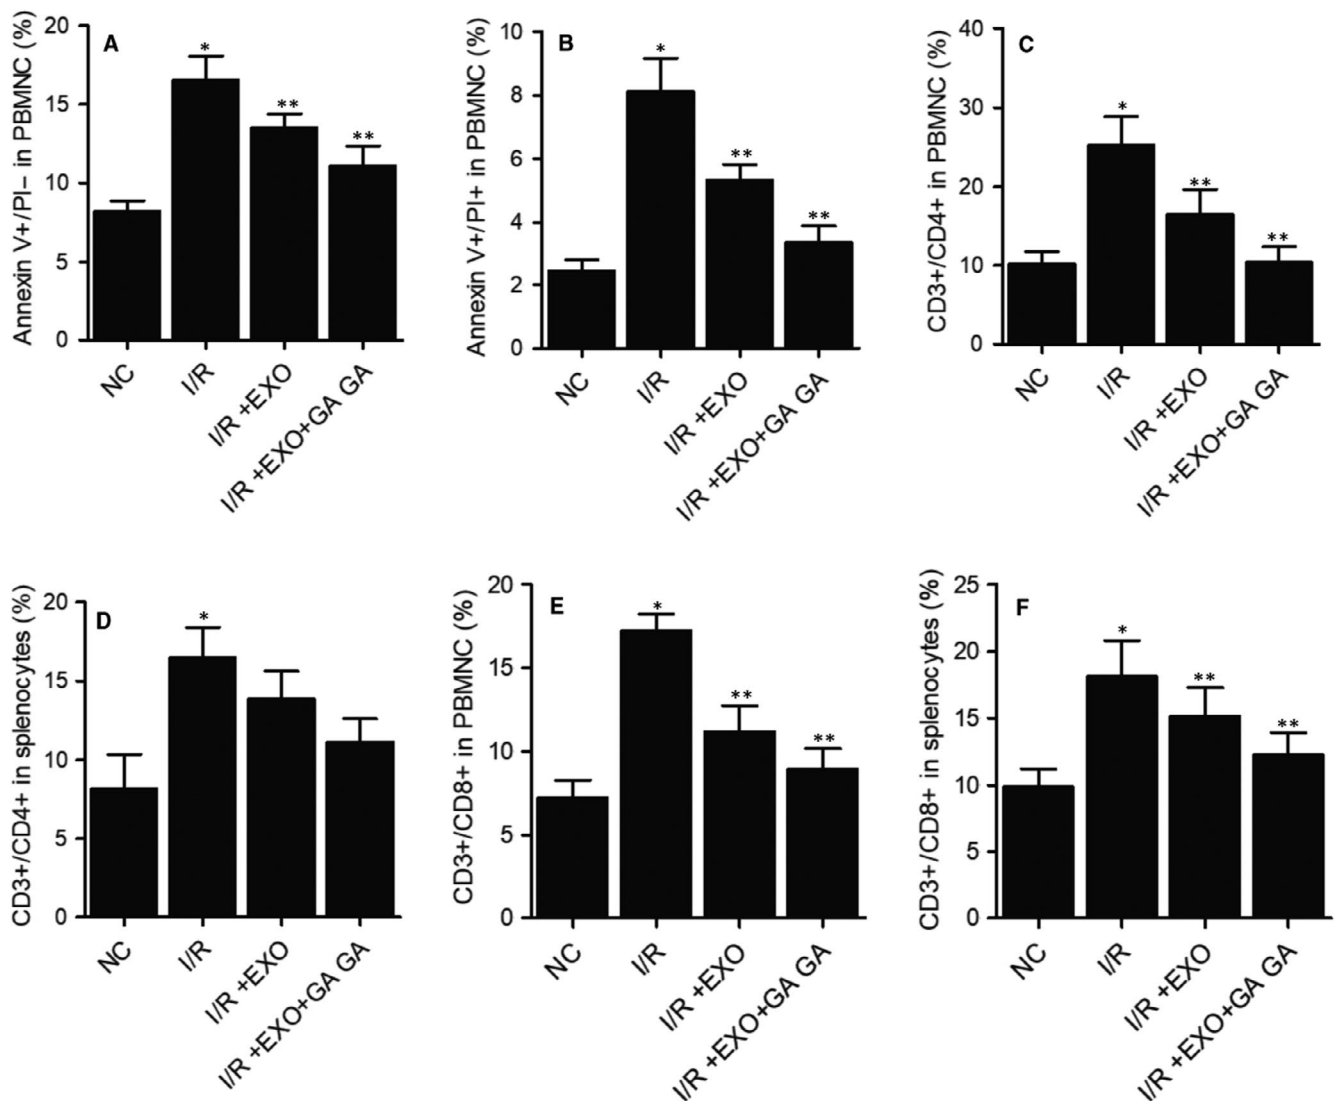 A
Annexin V+/PI− in PBMNC (%)
20
15
10
5
0
*
**
**
NC
I/R
I/R +EXO
I/R +EXO+GA GA
B
Annexin V+/PI+ in PBMNC (%)
10
8
6
4
2
0
*
**
**
NC
I/R
I/R +EXO
I/R +EXO+GA GA
C
CD3+/CD4+ in PBMNC (%)
40
30
20
10
0
*
**
**
NC
I/R
I/R +EXO
I/R +EXO+GA GA
D
CD3+/CD4+ in splenocytes (%)
20
15
10
5
0
*
NC
I/R
I/R +EXO
I/R +EXO+GA GA
E
CD3+/CD8+ in PBMNC (%)
20
15
10
5
0
*
**
**
NC
I/R
I/R +EXO
I/R +EXO+GA GA
F
CD3+/CD8+ in splenocytes (%)
25
20
15
10
5
0
*
**
**
NC
I/R
I/R +EXO
I/R +EXO+GA GA